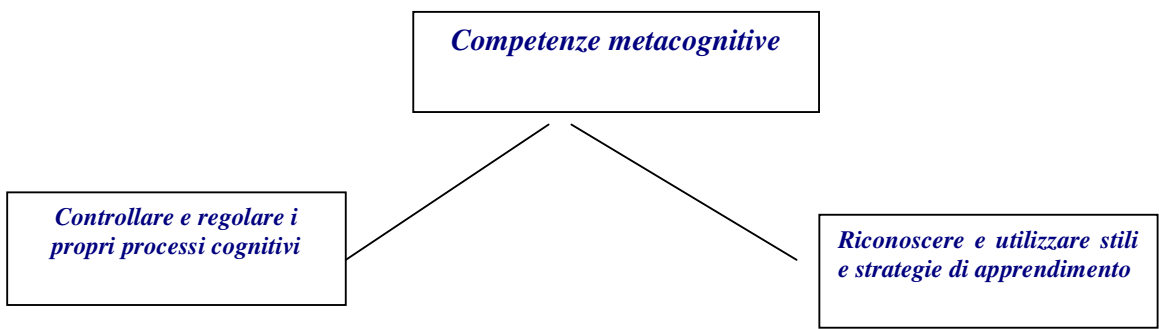 Competenze metacognitive
Controllare e regolare i
propri processi cognitivi
Riconoscere e utilizzare stili
e strategie di apprendimento